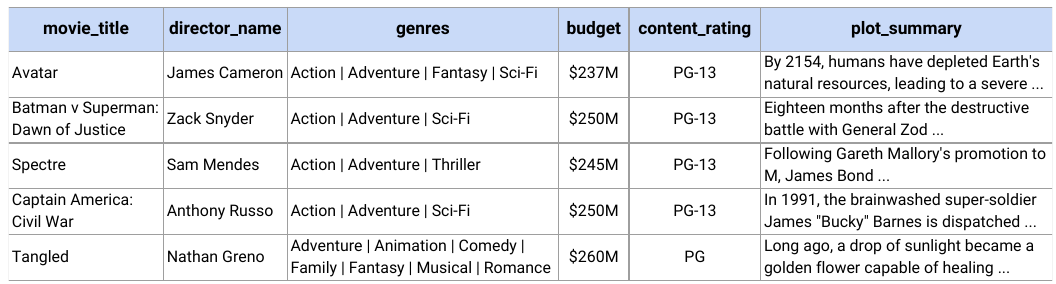 movie_title director_name genres budget content_rating plot_summary
Avatar James Cameron Action | Adventure | Fantasy | Sci-Fi $237M PG-13 By 2154, humans have depleted Earth's
natural resources, leading to a severe ...
Batman v Superman:
Dawn of Justice Zack Snyder Action | Adventure | Sci-Fi $250M PG-13 Eighteen months after the destructive
battle with General Zod ...
Spectre Sam Mendes Action | Adventure | Thriller $245M PG-13 Following Gareth Mallory's promotion to
M, James Bond ...
Captain America:
Civil War Anthony Russo Action | Adventure | Sci-Fi $250M PG-13 In 1991, the brainwashed super-soldier
James "Bucky" Barnes is dispatched ...
Tangled Nathan Greno Adventure | Animation | Comedy |
Family | Fantasy | Musical | Romance $260M PG Long ago, a drop of sunlight became a
golden flower capable of healing ...